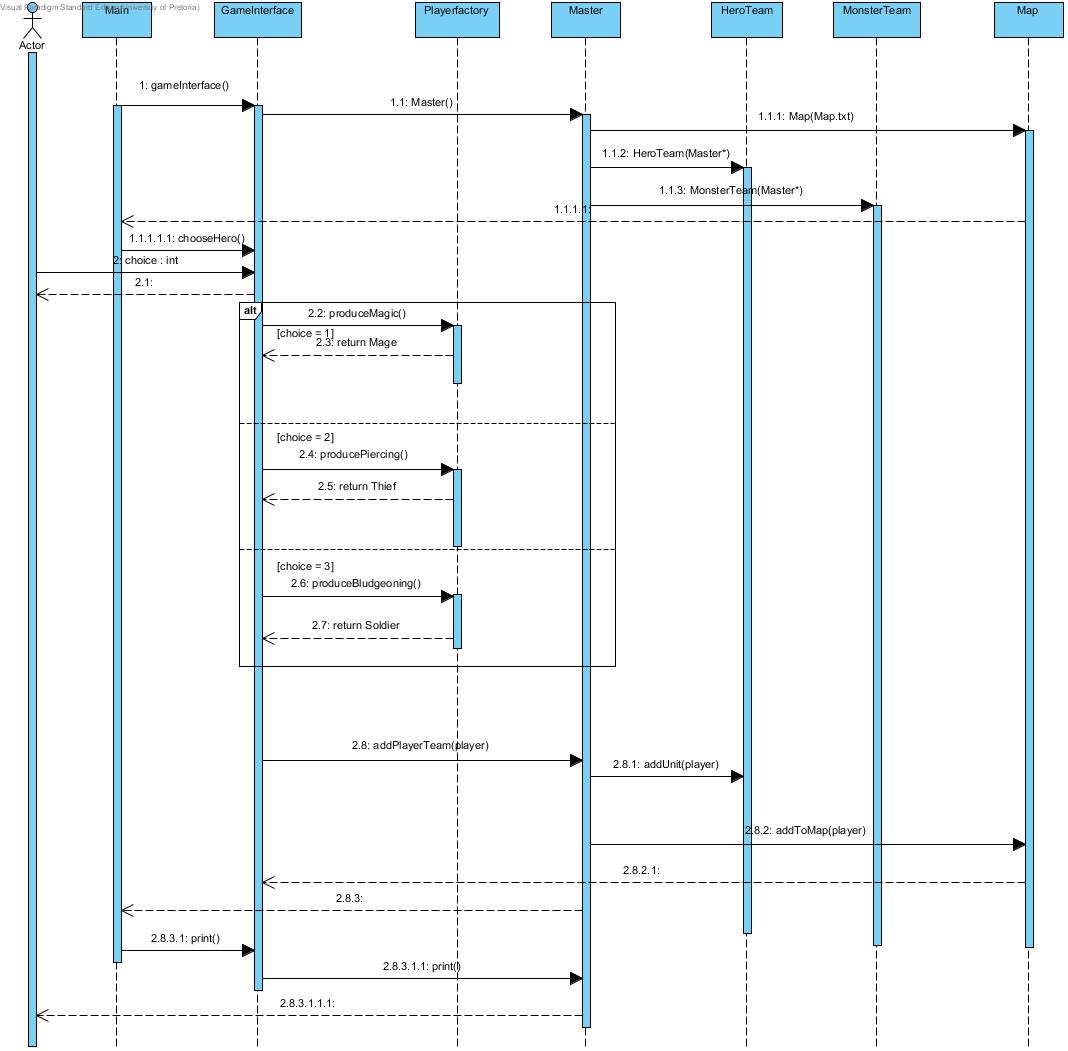 Visual Paradigm Standard Edition(University of Pretoria)
Actor
Main
GameInterface
Playerfactory
Master
HeroTeam
MonsterTeam
Map
1: gameInterface()
1.1: Master()
1.1.1: Map(Map.txt)
1.1.2: HeroTeam(Master*)
1.1.3: MonsterTeam(Master*)
1.1.1.1:
1.1.1.1.1: chooseHero()
2: choice : int
2.1:
alt
2.2: produceMagic()
[choice = 1]
2.3: return Mage
[choice = 2]
2.4: producePiercing()
2.5: return Thief
[choice = 3]
2.6: produceBludgeoning()
2.7: return Soldier
2.8: addPlayerTeam(player)
2.8.1: addUnit(player)
2.8.2: addToMap(player)
2.8.2.1:
2.8.3:
2.8.3.1: print()
2.8.3.1.1: print()
2.8.3.1.1.1: